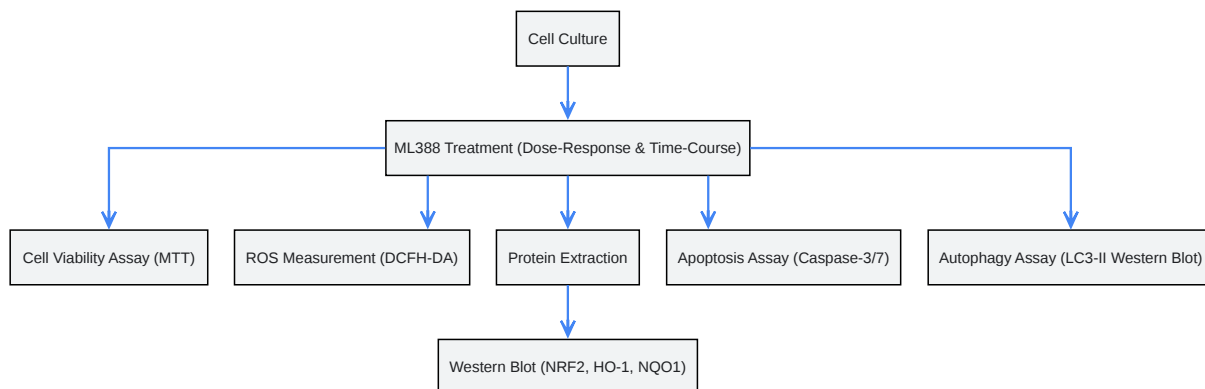 Cell Culture
ML388 Treatment (Dose-Response & Time-Course)
Cell Viability Assay (MTT)
ROS Measurement (DCFH-DA)
Protein Extraction
Apoptosis Assay (Caspase-3/7)
Autophagy Assay (LC3-II Western Blot)
Western Blot (NRF2, HO-1, NQO1)